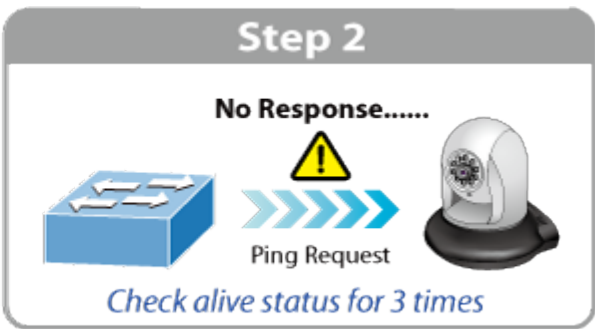 Step 2
No Response......
Ping Request
Check alive status for 3 times